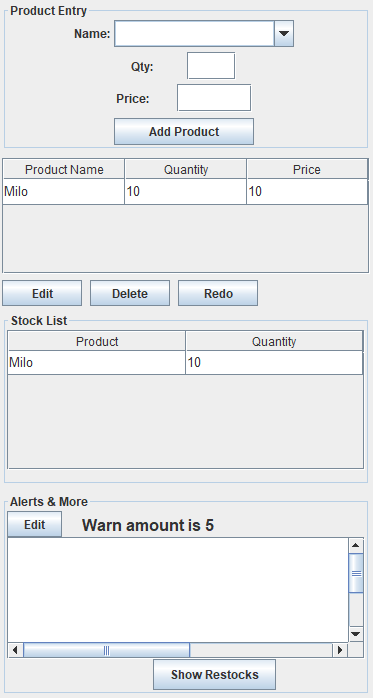 Product Entry
Name:
Qty:
Price:
Add Product
Product Name Quantity Price
Milo 10 10
Edit Delete Redo
Stock List
Product Quantity
Milo 10
Alerts & More
Edit Warn amount is 5
Show Restocks